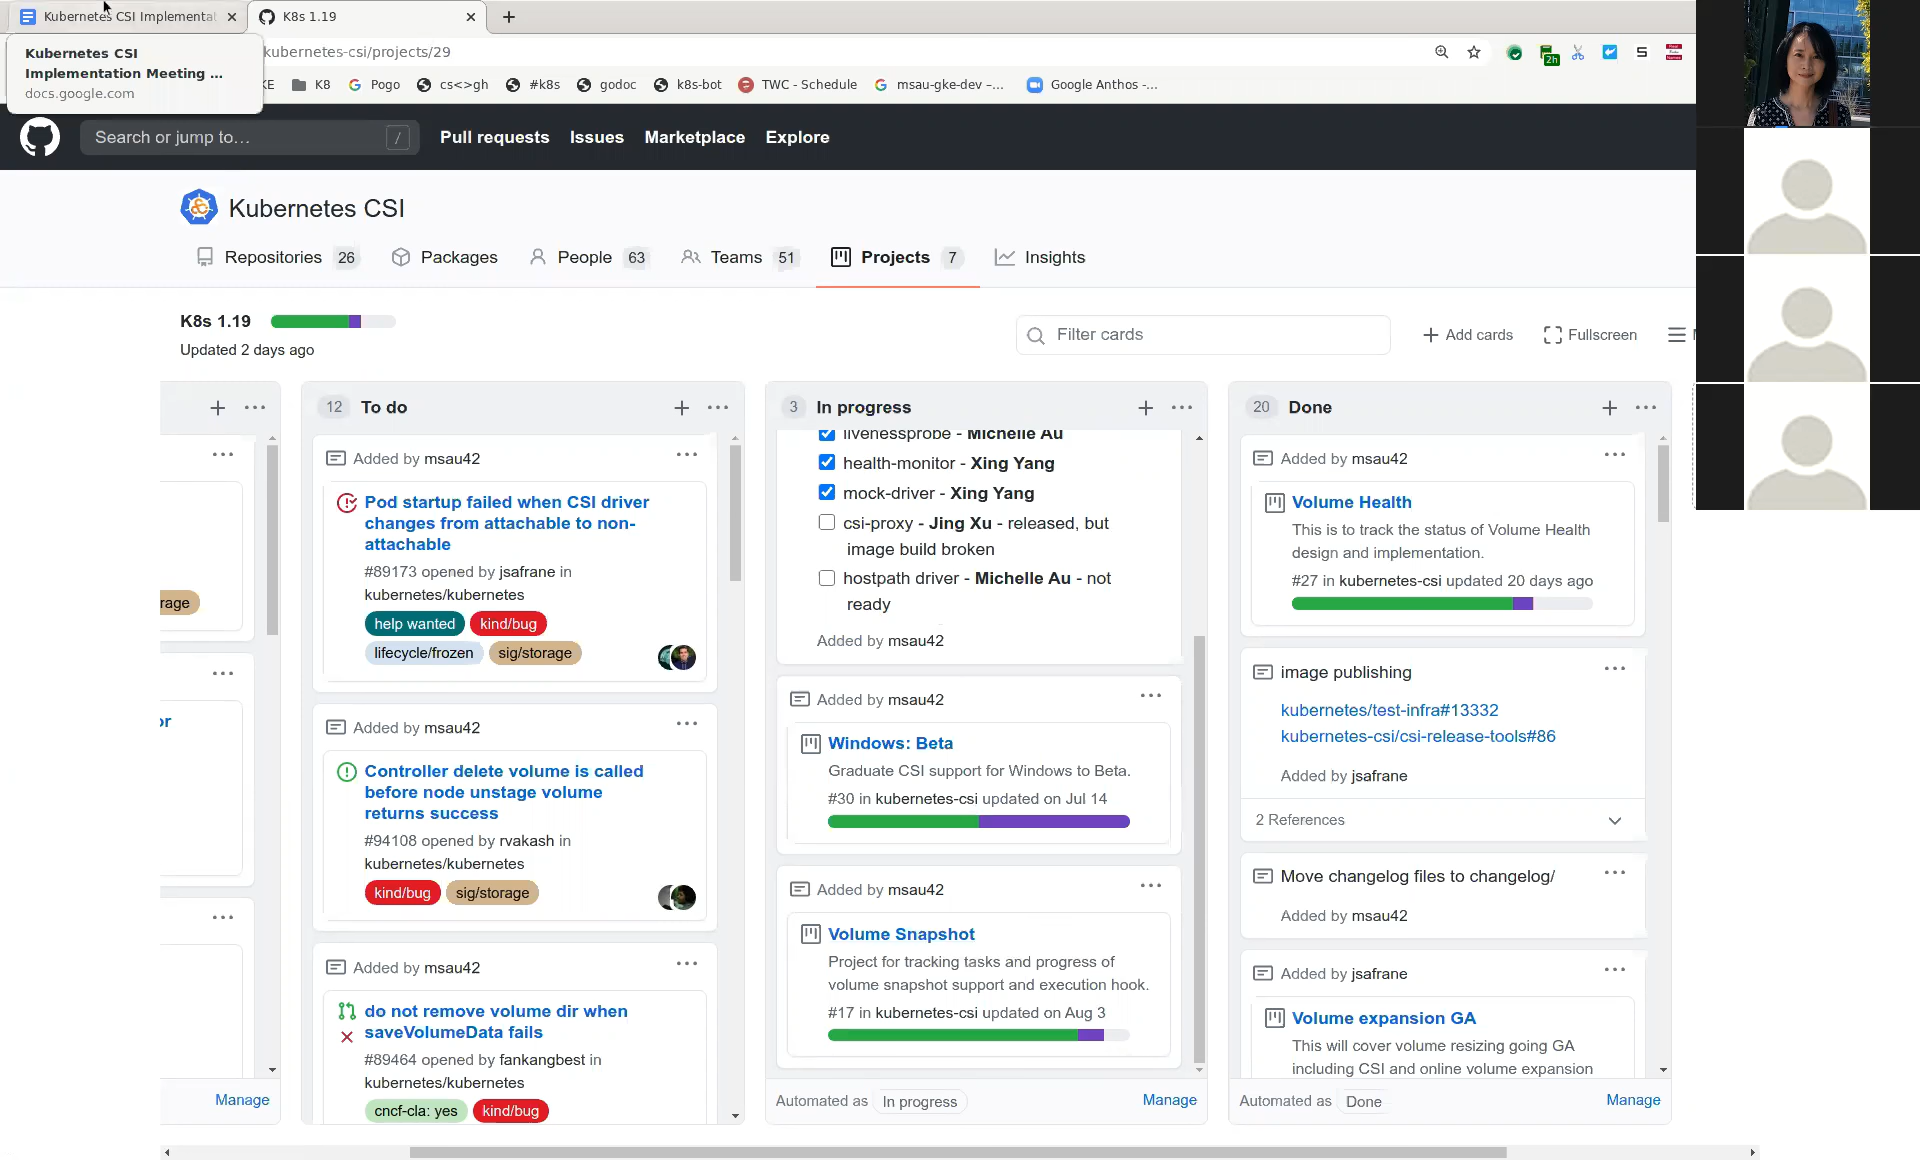 Kubernetes CSI Implementat
K8s 1.19
Kubernetes CSI
Implementation Meeting ...
docs.google.com
kubernetes-csi/projects/29
2h
S
KE
K8
Pogo
cs<>gh
#k8s
godoc
k8s-bot
TWC - Schedule
msau-gke-dev –...
Google Anthos -...
Search or jump to...
/
Pull requests
Issues
Marketplace
Explore
Kubernetes CSI
Repositories 26
Packages
People 63
Teams 51
Projects 7
Insights
K8s 1.19
Updated 2 days ago
Filter cards
Add cards
Fullscreen
rage
or
Manage
12 To do
Added by msau42
Pod startup failed when CSI driver
changes from attachable to non-
attachable
#89173 opened by jsafrane in
kubernetes/kubernetes
help wanted kind/bug
lifecycle/frozen sig/storage
Added by msau42
Controller delete volume is called
before node unstage volume
returns success
#94108 opened by rvakash in
kubernetes/kubernetes
kind/bug sig/storage
Added by msau42
do not remove volume dir when
saveVolumeData fails
#89464 opened by fankangbest in
kubernetes/kubernetes
cncf-cla: yes kind/bug
3 In progress
livenessprobe - Michelle Au
health-monitor - Xing Yang
mock-driver - Xing Yang
csi-proxy - Jing Xu - released, but
image build broken
hostpath driver - Michelle Au - not
ready
Added by msau42
Added by msau42
Windows: Beta
Graduate CSI support for Windows to Beta.
#30 in kubernetes-csi updated on Jul 14
Added by msau42
Volume Snapshot
Project for tracking tasks and progress of
volume snapshot support and execution hook.
#17 in kubernetes-csi updated on Aug 3
Automated as In progress
Manage
20 Done
Added by msau42
Volume Health
This is to track the status of Volume Health
design and implementation.
#27 in kubernetes-csi updated 20 days ago
image publishing
kubernetes/test-infra#13332
kubernetes-csi/csi-release-tools#86
Added by jsafrane
2 References
Move changelog files to changelog/
Added by msau42
Added by jsafrane
Volume expansion GA
This will cover volume resizing going GA
including CSI and online volume expansion
Automated as Done
Manage